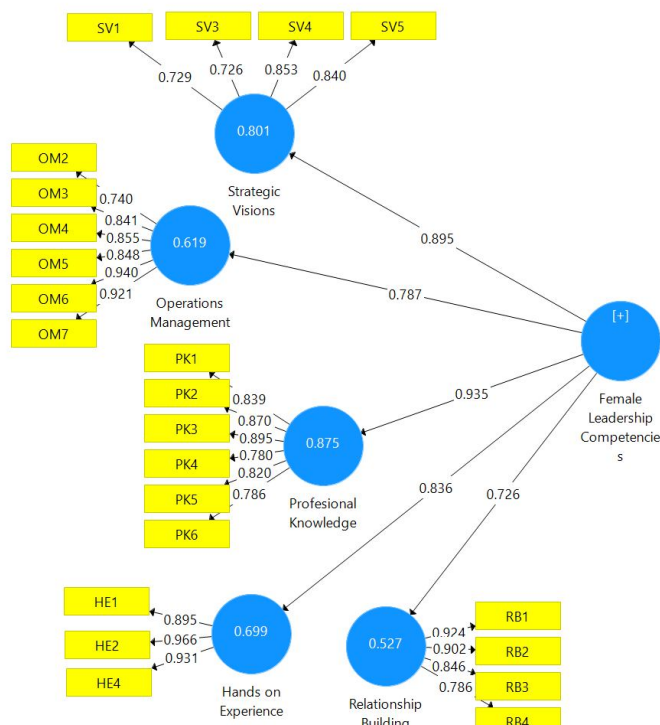 SV1
SV3
SV4
SV5
0.729
0.726
0.853
0.840
0.801
Strategic
Visions
OM2
OM3
OM4
OM5
OM6
OM7
0.740
0.841
0.855
0.848
0.940
0.921
0.619
Operations
Management
0.895
0.787
[+]
Female
Leadership
Competencie
s
PK1
PK2
PK3
PK4
PK5
PK6
0.839
0.870
0.895
0.780
0.820
0.786
0.875
Profesional
Knowledge
0.935
0.836
0.726
HE1
HE2
HE4
0.895
0.966
0.931
0.699
Hands on
Experience
0.527
Relationship
Building
0.924
0.902
0.846
0.786
RB1
RB2
RB3
RB4